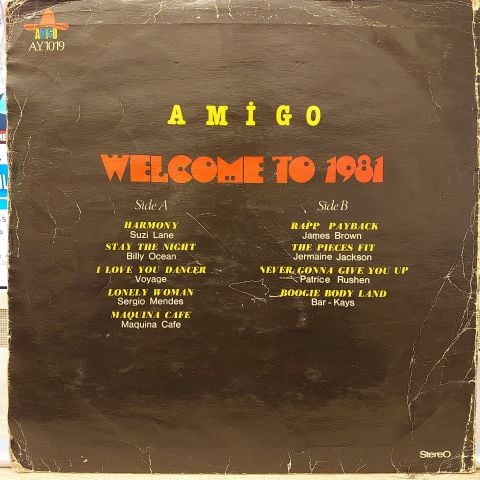 AMIGO
AY 1019
AMİGO
WELCOME TO 1981
Side A
HARMONY
Suzi Lane
STAY THE NIGHT
Billy Ocean
I LOVE YOU DANCER
Voyage
LONELY WOMAN
Sergio Mendes
MAQUINA CAFE
Maquina Cafe
Side B
RAPP PAYBACK
James Brown
THE PIECES FIT
Jermaine Jackson
NEVER GONNA GIVE YOU UP
Patrice Rushen
BOOGIE BODY LAND
Bar-Kays
StereO